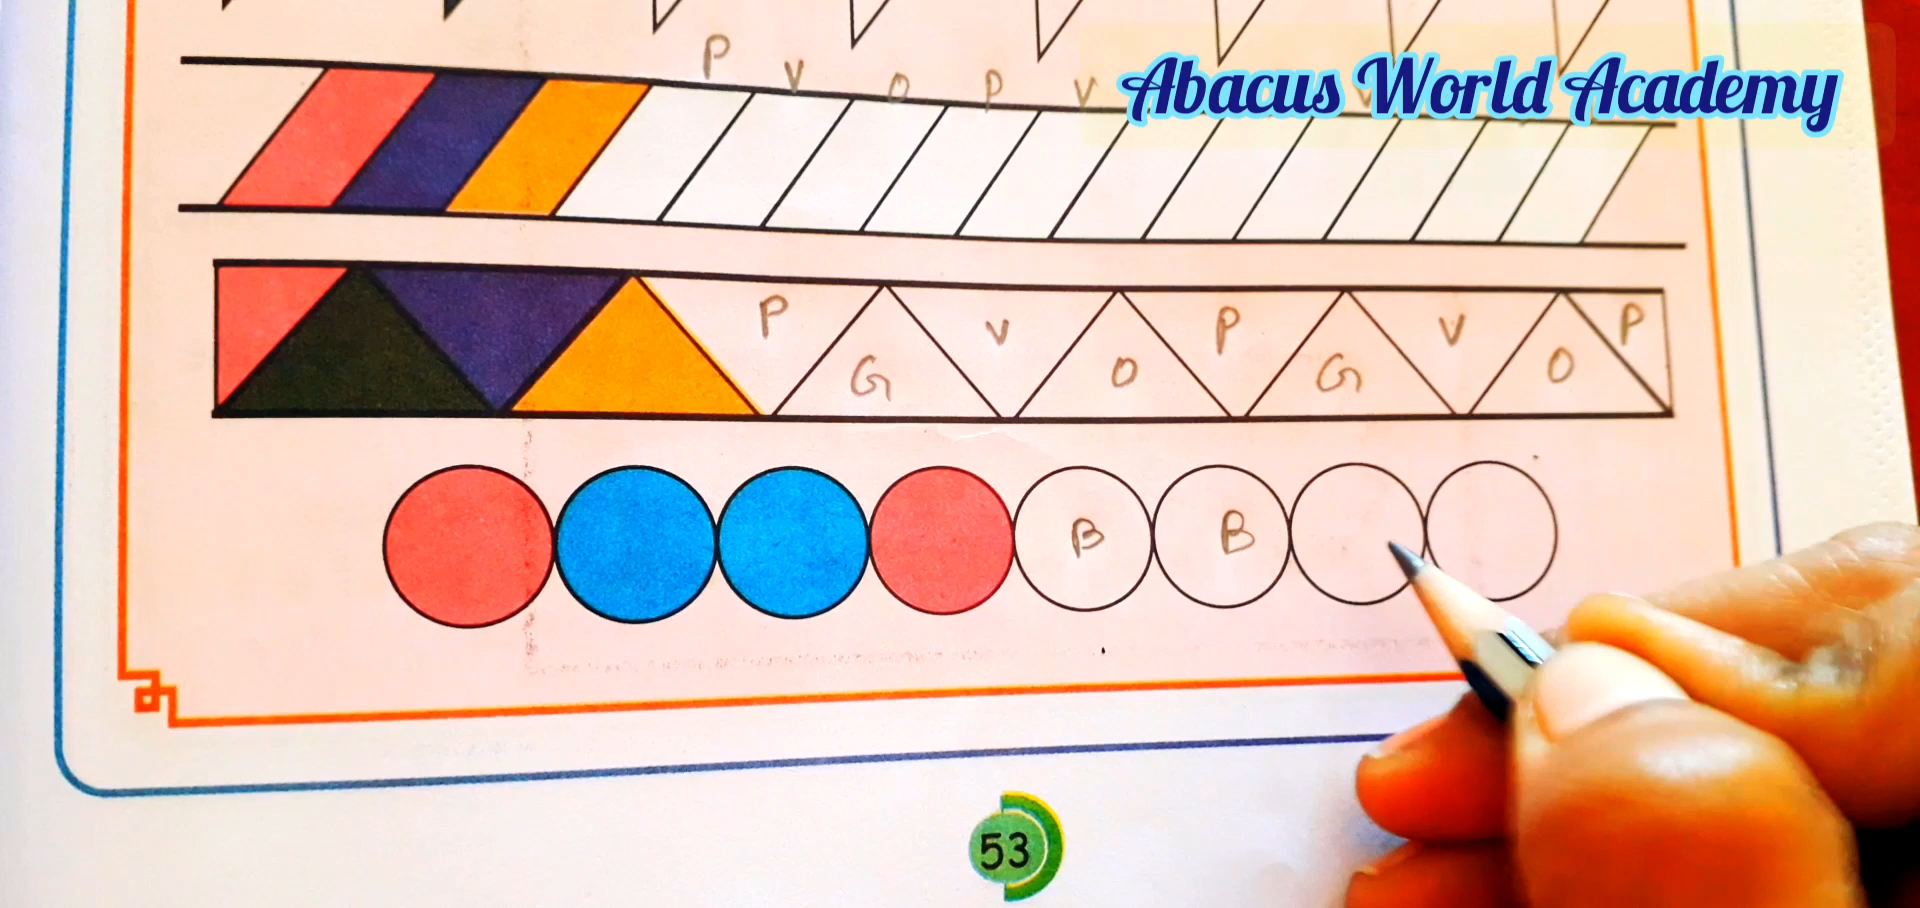 P V O P V
Abacus World Academy
P V P V P
G O G O
B B
53